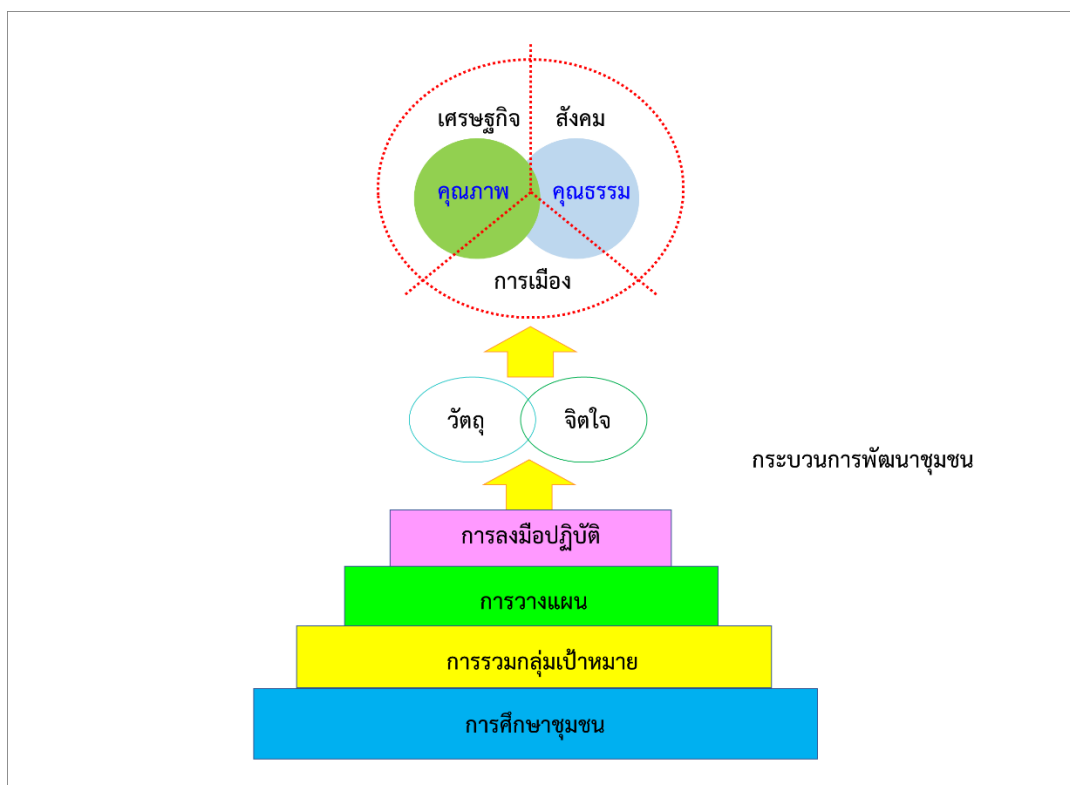 เศรษฐกิจ
สังคม
คุณภาพ
คุณธรรม
การเมือง
วัตถุ
จิตใจ
กระบวนการพัฒนาชุมชน
การลงมือปฏิบัติ
การวางแผน
การรวมกลุ่มเป้าหมาย
การศึกษาชุมชน